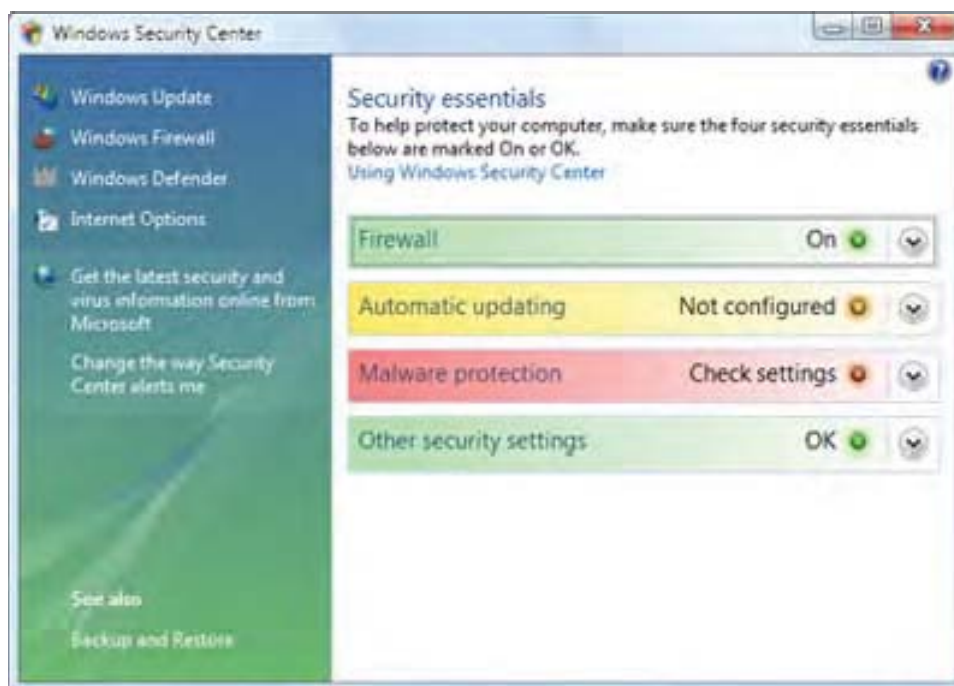 Windows Security Center
Windows Update
Windows Firewall
Windows Defender
Internet Options
Get the latest security and
virus information online from
Microsoft
Change the way Security
Center alerts me
See also
Backup and Restore
Security essentials
To help protect your computer, make sure the four security essentials
below are marked On or OK.
Using Windows Security Center
Firewall On
Automatic updating Not configured
Malware protection Check settings
Other security settings OK